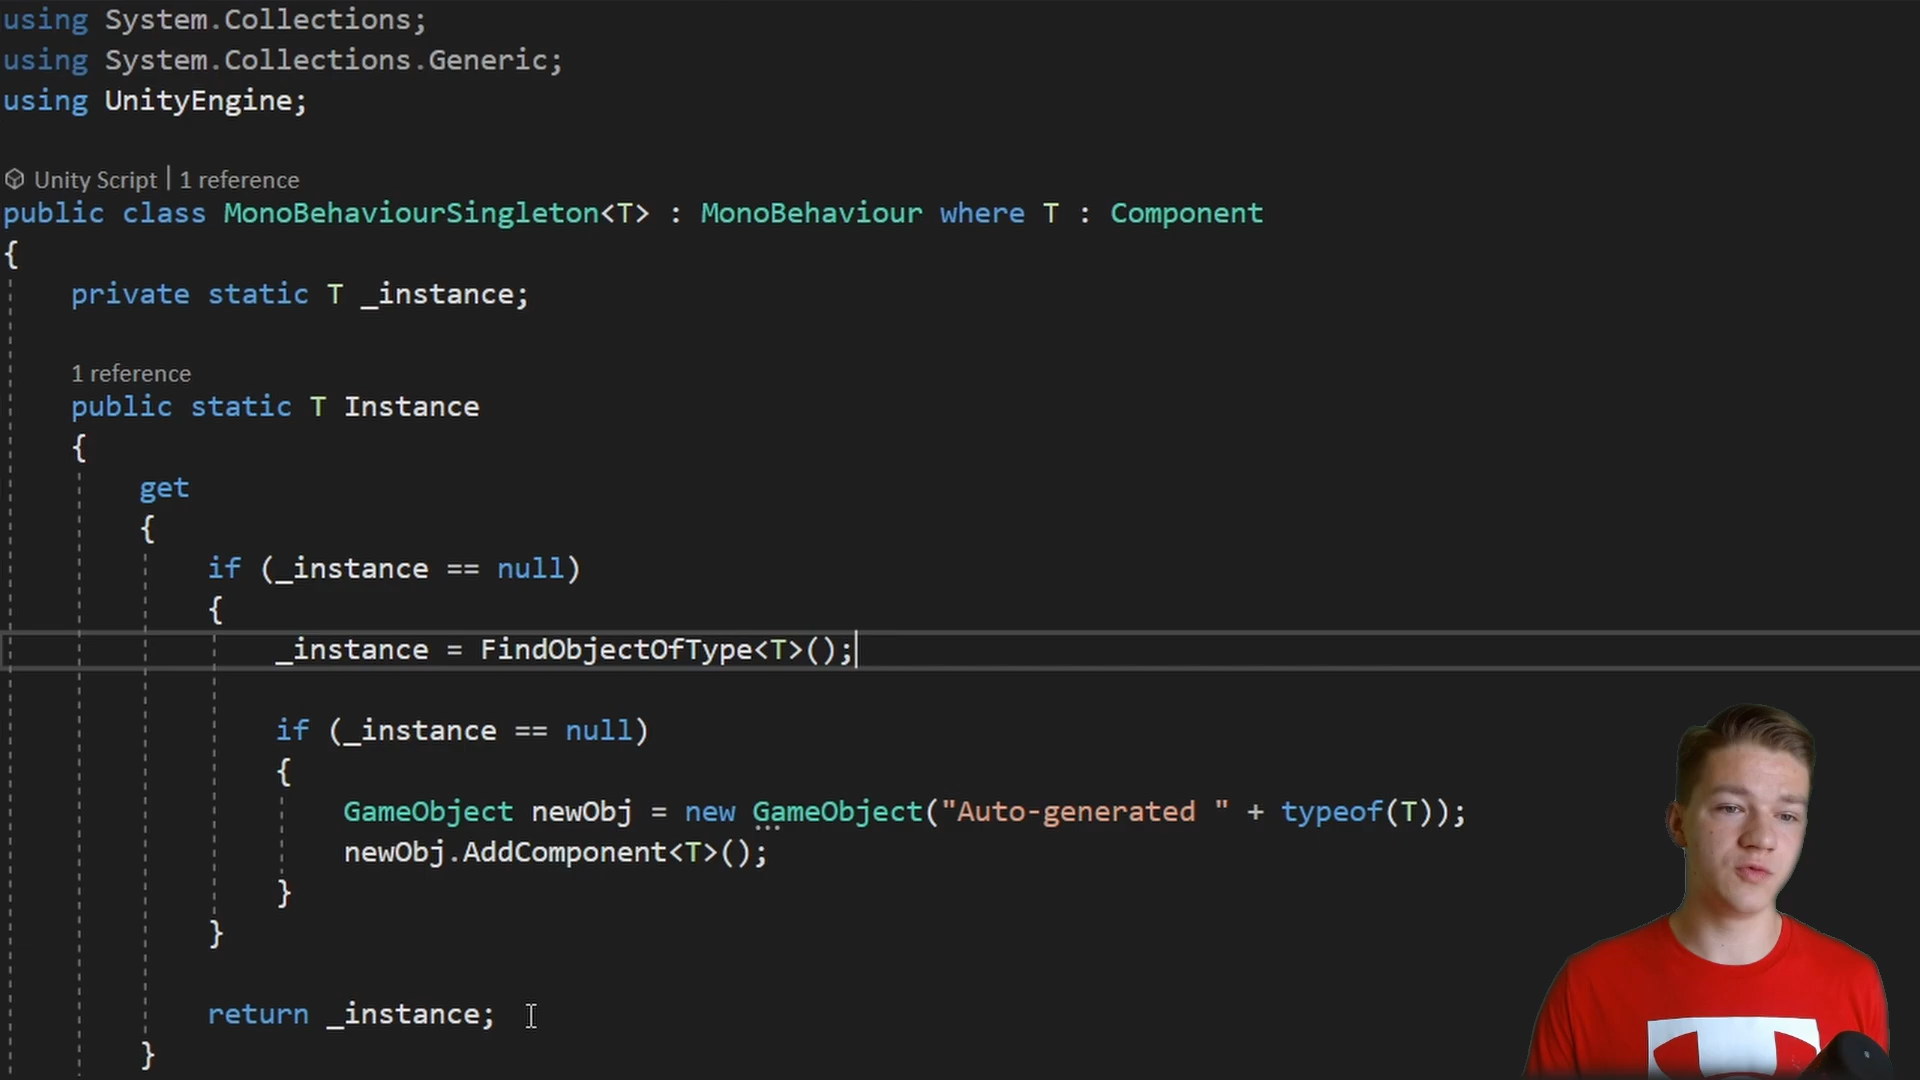 using System.Collections;
using System.Collections.Generic;
using UnityEngine;
Unity Script | 1 reference
public class MonoBehaviourSingleton<T> : MonoBehaviour where T : Component
{
private static T _instance;
1 reference
public static T Instance
{
get
{
if (_instance == null)
{
_instance = FindObjectOfType<T>();
if (_instance == null)
{
GameObject newObj = new GameObject("Auto-generated " + typeof(T));
newObj.AddComponent<T>();
}
}
return _instance;
}